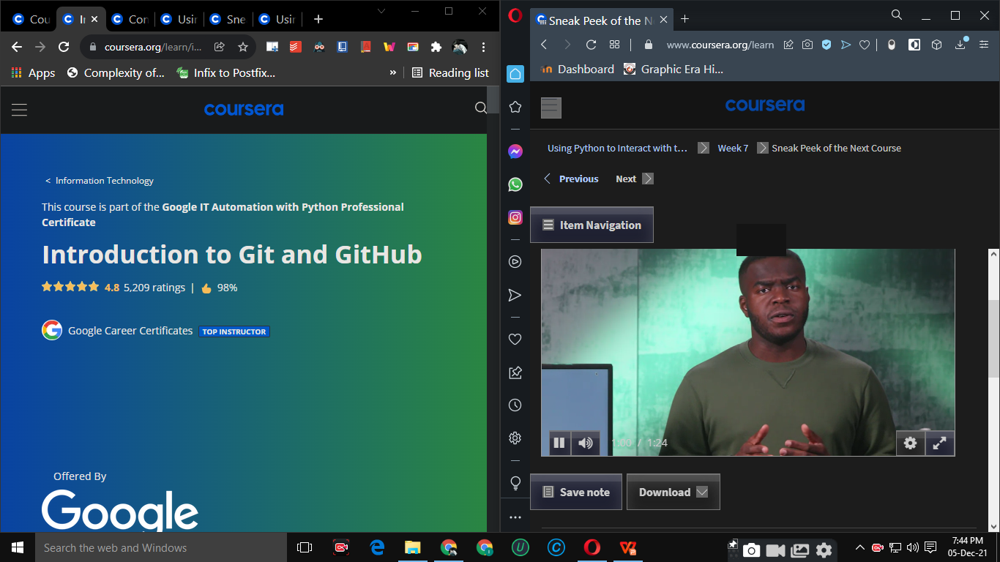 Cou
In
Con
Usin
Sne
Usin
coursera.org/learn/i...
Apps
Complexity of...
Infix to Postfix...
»
Reading list
coursera
< Information Technology
This course is part of the Google IT Automation with Python Professional
Certificate
Introduction to Git and GitHub
4.8 5,209 ratings | 98%
Google Career Certificates TOP INSTRUCTOR
Offered By
Google
Sneak Peek of the N
www.coursera.org/learn
Dashboard
Graphic Era Hi...
coursera
Using Python to Interact with t...
Week 7
Sneak Peek of the Next Course
Previous
Next
Item Navigation
1:00 / 1:24
Save note
Download
Search the web and Windows
7:44 PM
05-Dec-21